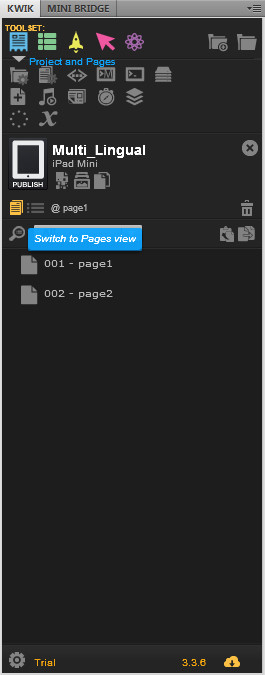 KWIK MINI BRIDGE
TOOLSET:
Project and Pages
Multi_Lingual
iPad Mini
PUBLISH
@ page1
Switch to Pages view
001 - page1
002 - page2
Trial 3.3.6